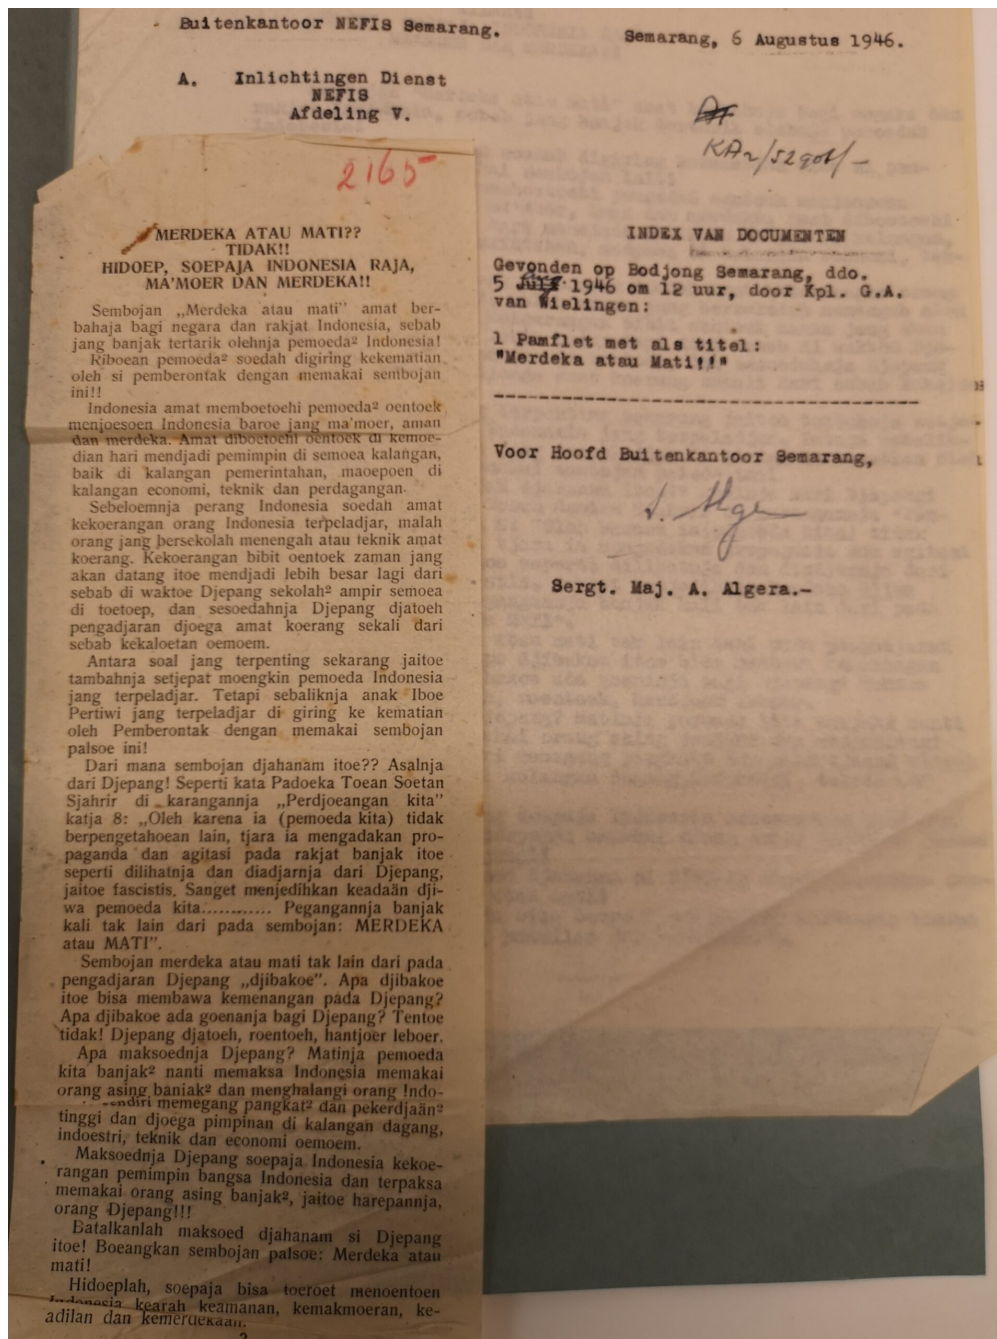 Buitenkantoor NEFIS Semarang.
Semarang, 6 Augustus 1946.
A. Inlichtingen Dienst
NEFIS
Afdeling V.
2165
INDEX VAN DOCUMENTEN
Gevonden op Bodjong Semarang, ddo.
5 1946 om 12 uur, door Kpl. G.A.
van Wielingen:
1 Pamflet met als titel:
"Merdeka atau Mati!!"
Voor Hoofd Buitenkantoor Semarang,
Sergt. Maj. A. Algera.-
MERDEKA ATAU MATI??
TIDAK!!
HIDOEP, SOEPAJA INDONESIA RAJA,
MA'MOER DAN MERDEKA!!
Sembojan „Merdeka atau mati" amat ber-
bahaja bagi negara dan rakjat Indonesia, sebab
jang banjak tertarik olehnja pemoeda² Indonesia!
Riboean pemoeda² soedah digiring kekematian
oleh si pemberontak dengan memakai sembojan
ini!!
Indonesia amat memboetoehi pemoeda² oentoek
menjoesoen Indonesia baroe jang ma'moer, aman
dan merdeka. Amat diboetoehi oentoek di kemoe-
dian hari mendjadi pemimpin di semoea kalangan,
baik di kalangan pemerintahan, maoepoen di
kalangan economi, teknik dan perdagangan.
Sebeloemnja perang Indonesia soedah amat
kekoerangan orang Indonesia terpeladjar, malah
orang jang bersekolah menengah atau teknik amat
koerang. Kekoerangan bibit oentoek zaman jang
akan datang itoe mendjadi lebih besar lagi dari
sebab di waktoe Djepang sekolah² ampir semoea
di toetoep, dan sesoedahnja Djepang djatoeh
pengadjaran djoega amat koerang sekali dari
sebab kekaloetan oemoem.
Antara soal jang terpenting sekarang jaitoe
tambahnja setjepat moengkin pemoeda Indonesia
jang terpeladjar. Tetapi sebaliknja anak Iboe
Pertiwi jang terpeladjar di giring ke kematian
oleh Pemberontak dengan memakai sembojan
palsoe ini!
Dari mana sembojan djahanam itoe?? Asalnja
dari Djepang! Seperti kata Padoeka Toean Soetan
Sjahrir di karangannja „Perdjoeangan kita"
katja 8: „Oleh karena ia (pemoeda kita) tidak
berpengetahoean lain, tjara ia mengadakan pro-
paganda dan agitasi pada rakjat banjak itoe
seperti dilihatnja dan diadjarnja dari Djepang,
jaitoe fascistis. Sanget menjedihkan keadaän dji-
wa pemoeda kita............ Pegangannja banjak
kali tak lain dari pada sembojan: MERDEKA
atau MATI".
Sembojan merdeka atau mati tak lain dari pada
pengadjaran Djepang „djibakoe". Apa djibakoe
itoe bisa membawa kemenangan pada Djepang?
Apa djibakoe ada goenanja bagi Djepang? Tentoe
tidak! Djepang djatoeh, roentoeh, hantjoer leboer.
Apa maksoednja Djepang? Matinja pemoeda
kita banjak² nanti memaksa Indonesia memakai
orang asing banjak² dan menghalangi orang Indo-
sendiri memegang pangkat² dan pekerdjaän²
tinggi dan djoega pimpinan di kalangan dagang,
indoestri, teknik dan economi oemoem.
Maksoednja Djepang soepaja Indonesia kekoe-
rangan pemimpin bangsa Indonesia dan terpaksa
memakai orang asing banjak², jaitoe harepannja,
orang Djepang!!!
Batalkanlah maksoed djahanam si Djepang
itoe! Boeangkan sembojan palsoe: Merdeka atau
mati!
Hidoeplah, soepaja bisa toeroet menoentoen
Indonesia kearah keamanan, kemakmoeran, ke-
adilan dan kemerdekaan.